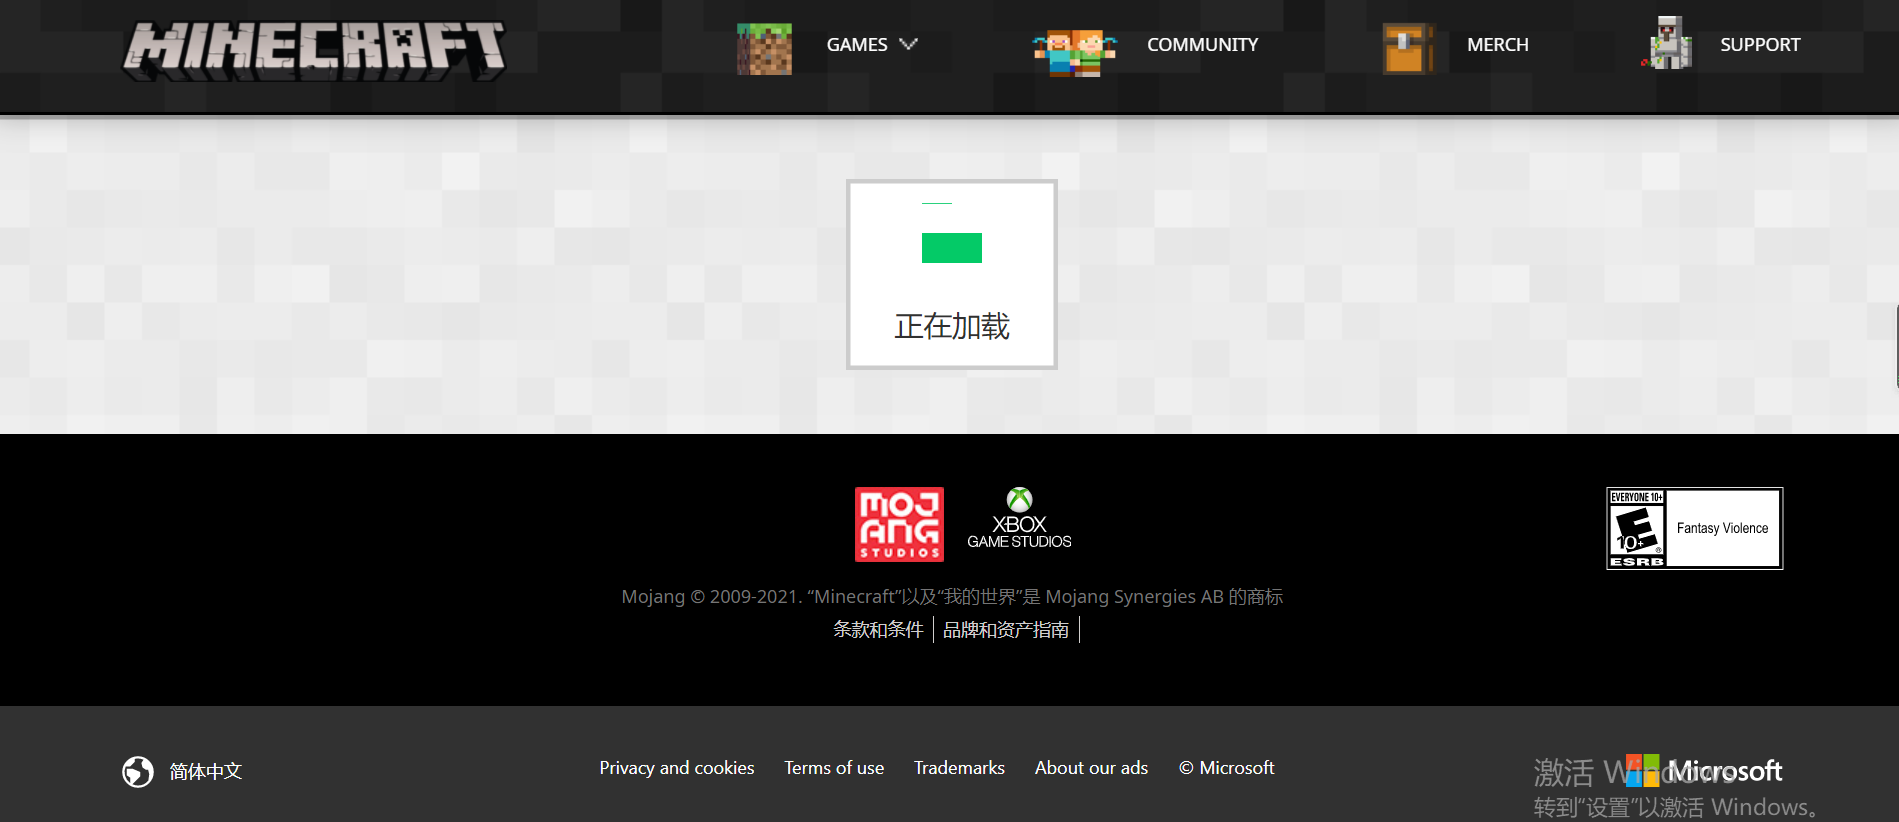 MINECRAFT
GAMES
COMMUNITY
MERCH
SUPPORT
正在加载
MOJANG
STUDIOS
XBOX
GAME STUDIOS
EVERYONE 10+
E
10+
®
ESRB
Fantasy Violence
Mojang © 2009-2021. “Minecraft”以及“我的世界”是 Mojang Synergies AB 的商标
条款和条件
品牌和资产指南
简体中文
Privacy and cookies
Terms of use
Trademarks
About our ads
© Microsoft
Microsoft
激活 Windows
转到“设置”以激活 Windows。